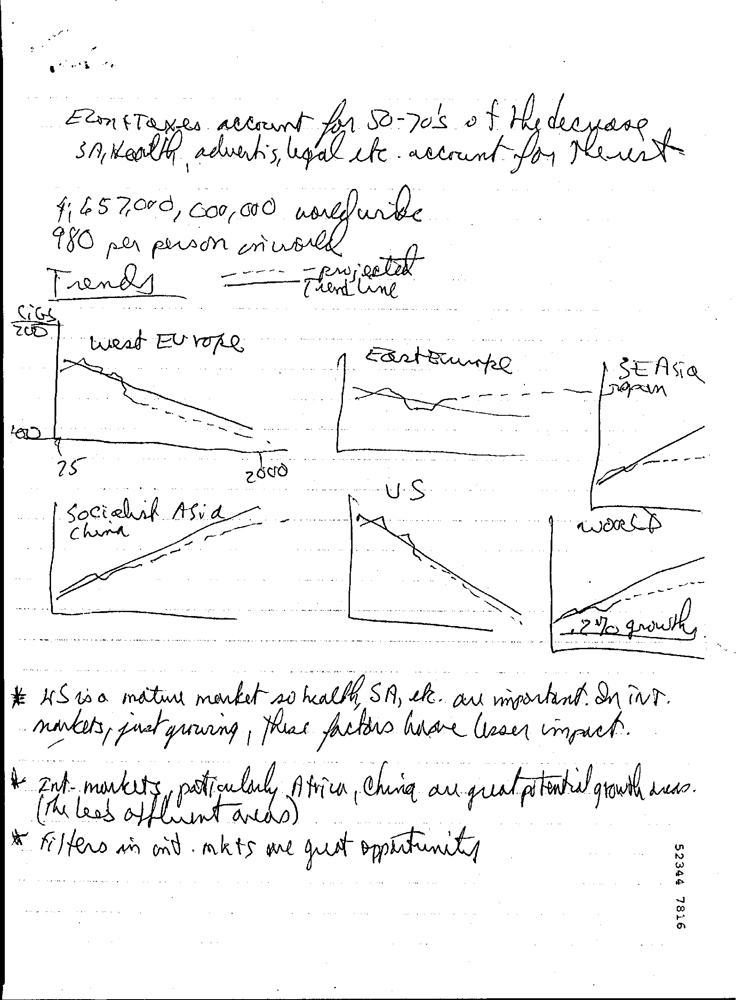 Econ & Taxes account for 50-70% of the decrease
SA, Health, advertis, legal etc. account for the rest
4,657,000,000,000 worldwide
980 per person in world
Trends
---- - projected
Trend line
CIGS
200
West Europe
400
75
2000
East Europe
SE Asia
Japan
Socialist Asia
China
U.S
World
.2% growth
* US is a mature market so health, SA, etc. are important. In int.
markets, just growing, these factors have lesser impact.
* Int. markets, particularly Africa, China are great potential growth areas.
(the less affluent areas)
* Filters in int. mkts are great opportunity
52344 7816